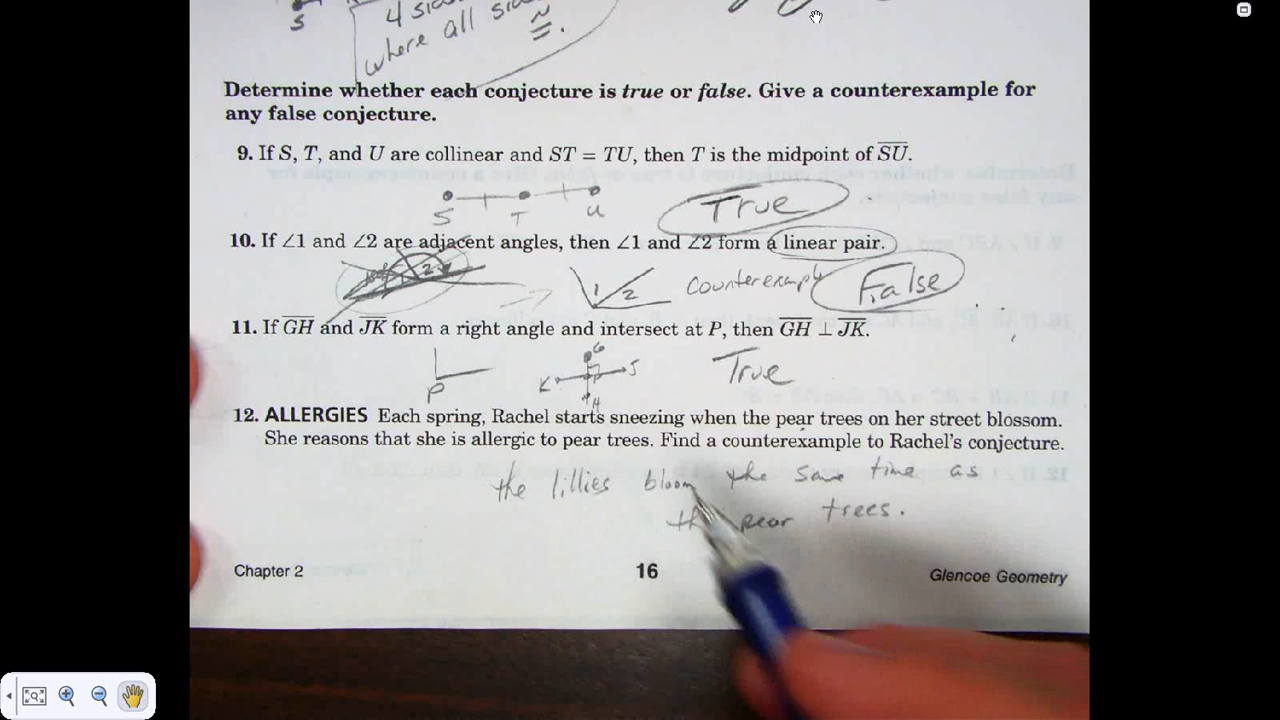 S
4 sid
where all sid
≅.
Determine whether each conjecture is true or false. Give a counterexample for
any false conjecture.
9. If S, T, and U are collinear and ST = TU, then T is the midpoint of SU.
S T U
True
10. If ∠1 and ∠2 are adjacent angles, then ∠1 and ∠2 form a linear pair.
2
1 2 counterexample False
11. If GH and JK form a right angle and intersect at P, then GH ⊥ JK.
P K G J H True
12. ALLERGIES Each spring, Rachel starts sneezing when the pear trees on her street blossom.
She reasons that she is allergic to pear trees. Find a counterexample to Rachel's conjecture.
the lillies bloom the same time as
th pear trees.
Chapter 2 16 Glencoe Geometry